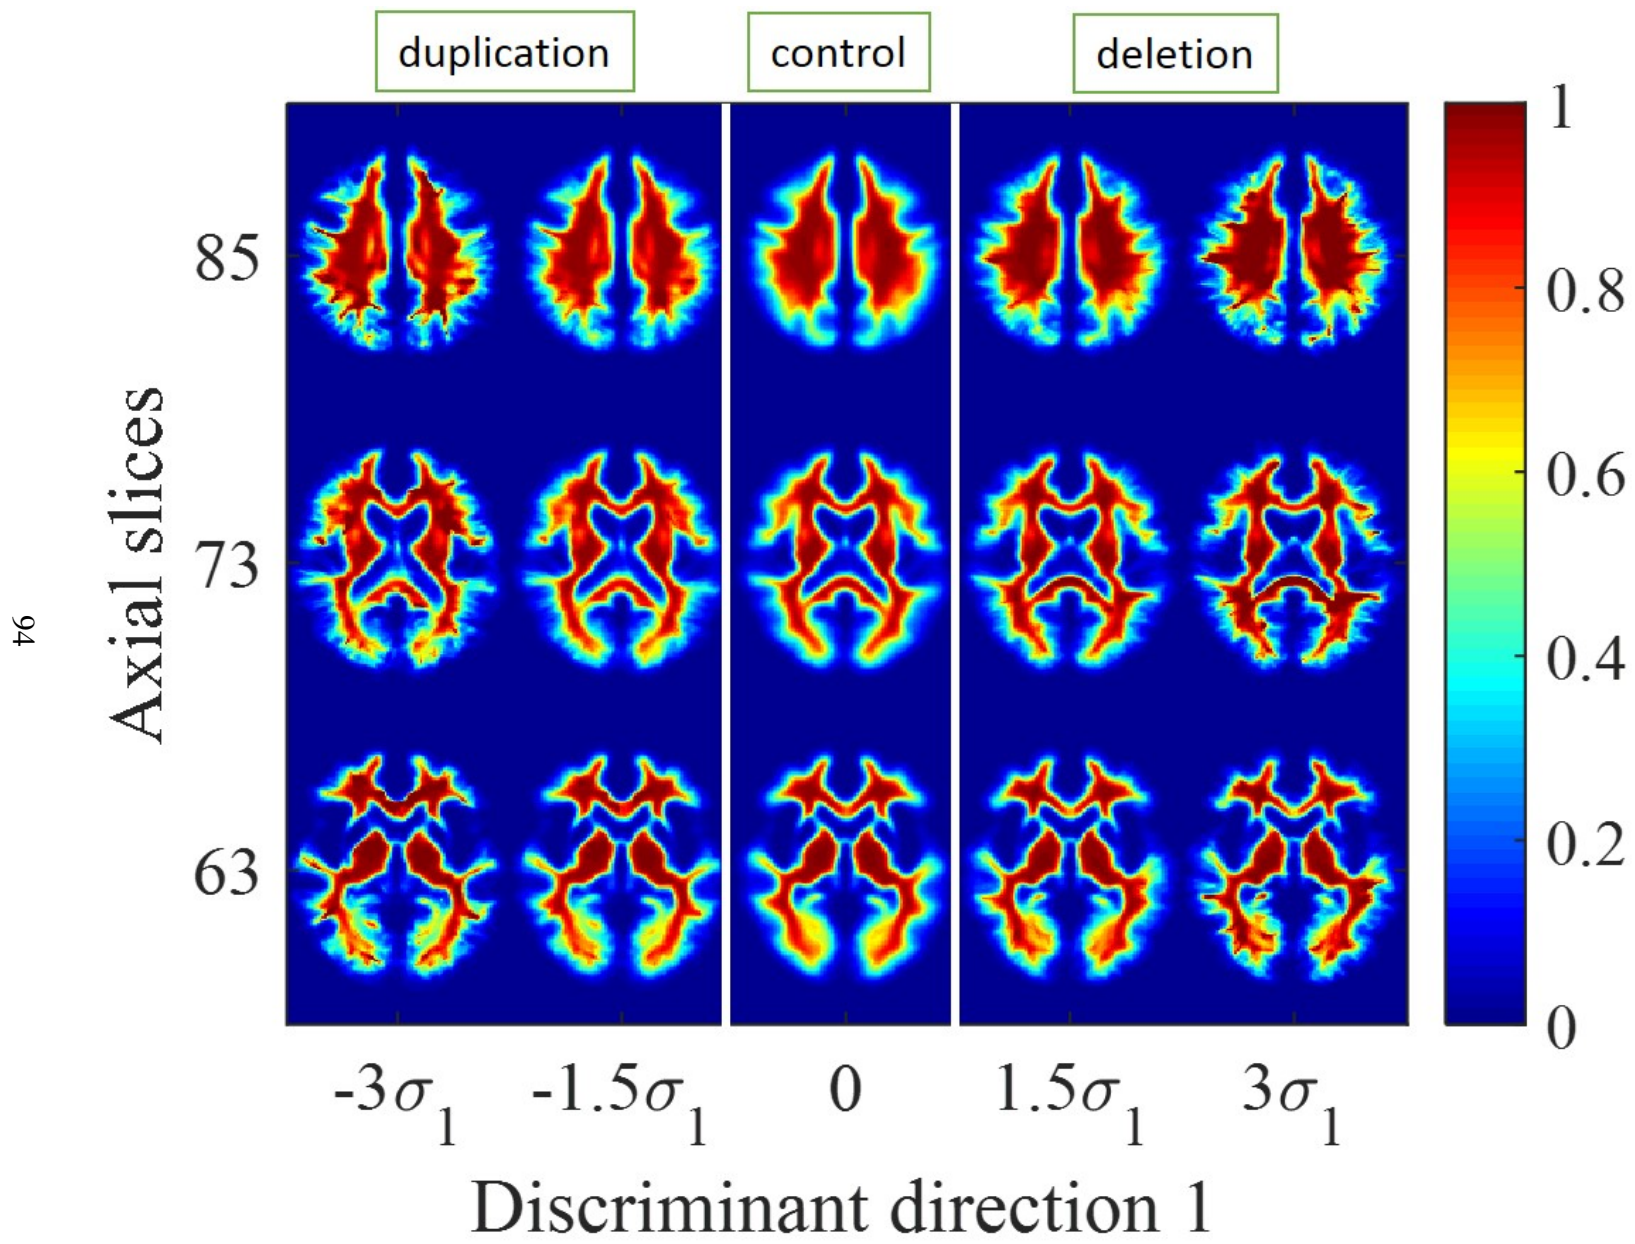 duplication
control
deletion
Axial slices
85
73
63
1
0.8
0.6
0.4
0.2
0
-3σ1
-1.5σ1
0
1.5σ1
3σ1
Discriminant direction 1
94